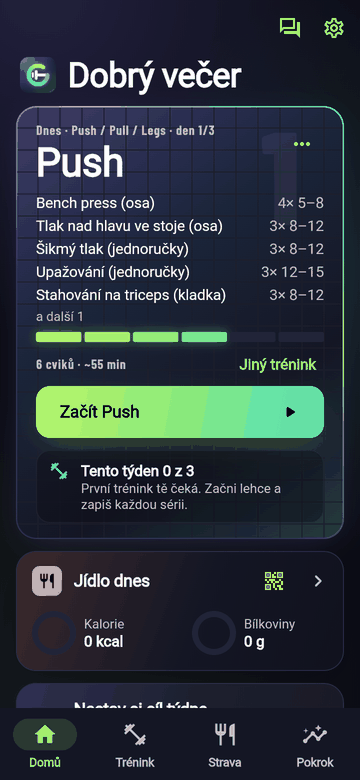 Dobrý večer
Dnes · Push / Pull / Legs · den 1/3
Push
1
Bench press (osa) 4× 5–8
Tlak nad hlavu ve stoje (osa) 3× 8–12
Šikmý tlak (jednoručky) 3× 8–12
Upažování (jednoručky) 3× 12–15
Stahování na triceps (kladka) 3× 8–12
a další 1
6 cviků · ~55 min Jiný trénink
Začít Push
Tento týden 0 z 3
První trénink tě čeká. Začni lehce a
zapiš každou sérii.
Jídlo dnes
Kalorie
0 kcal
Bílkoviny
0 g
Domů
Trénink
Strava
Pokrok